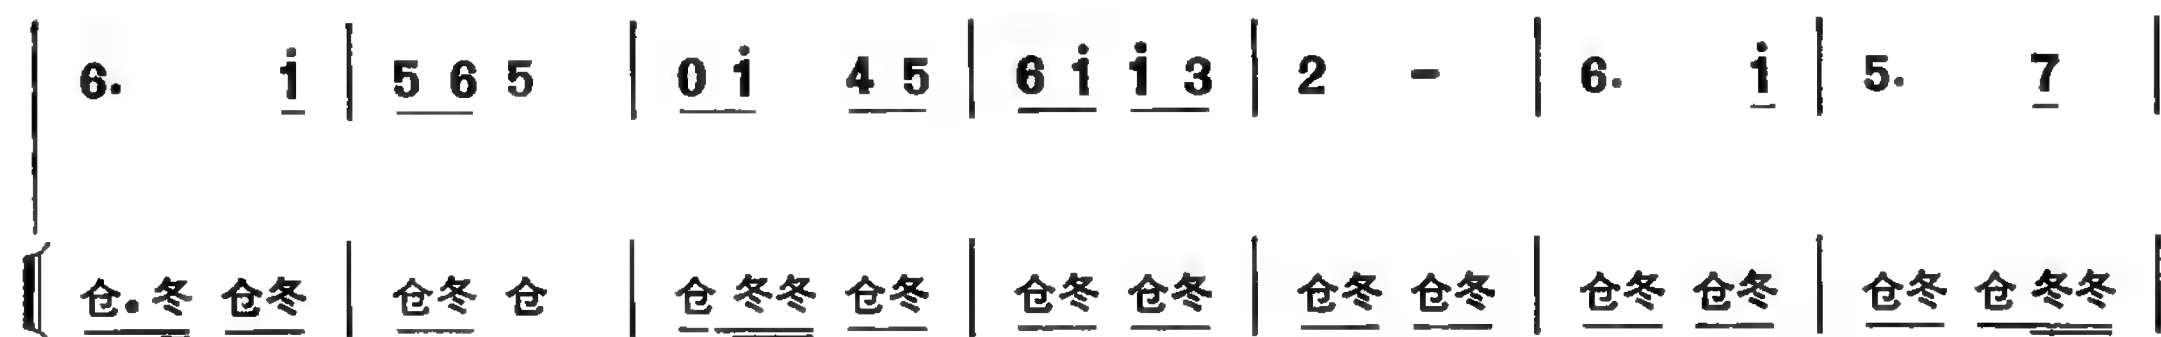 6. i | 5 6 5 | 0 i 4 5 | 6 i i 3 | 2 - | 6. i | 5. 7 |
仓.冬 仓冬 | 仓冬 仓 | 仓 冬冬 仓冬 | 仓冬 仓冬 | 仓冬 仓冬 | 仓冬 仓冬 | 仓冬 仓 冬冬 |